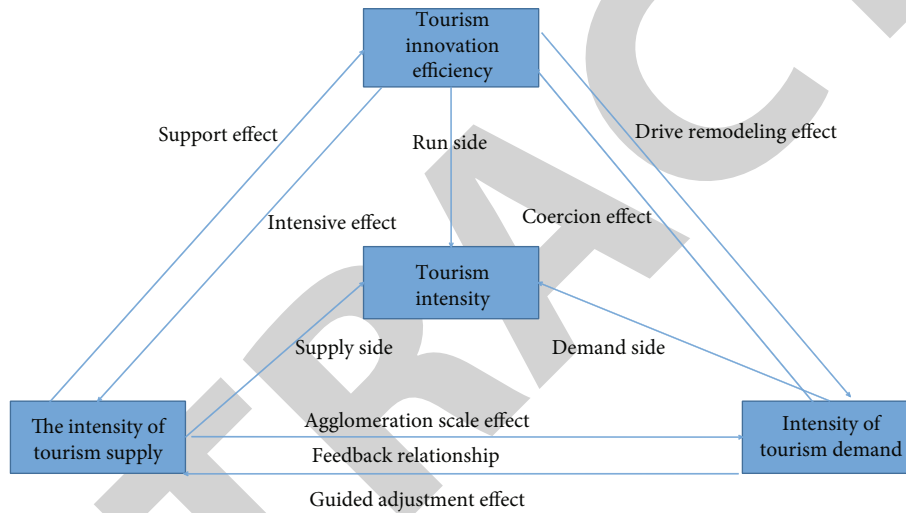 Tourism
innovation
efficiency
Support effect
Run side
Drive remodeling effect
Intensive effect
Coercion effect
Tourism
intensity
Supply side
Demand side
The intensity of
tourism supply
Agglomeration scale effect
Feedback relationship
Guided adjustment effect
Intensity of
tourism demand
TRAC